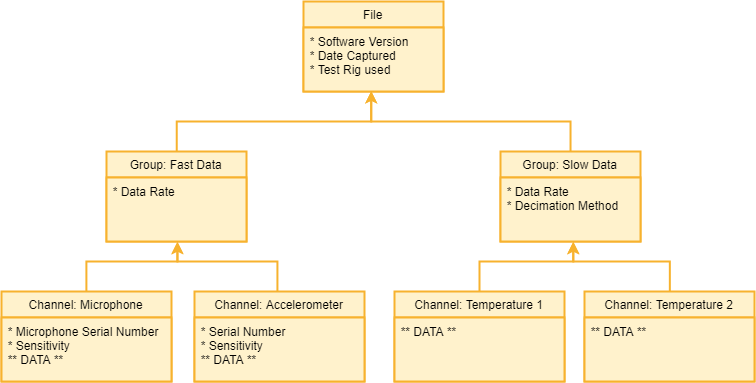 File
* Software Version
* Date Captured
* Test Rig used
Group: Fast Data
* Data Rate
Group: Slow Data
* Data Rate
* Decimation Method
Channel: Microphone
* Microphone Serial Number
* Sensitivity
** DATA **
Channel: Accelerometer
* Serial Number
* Sensitivity
** DATA **
Channel: Temperature 1
** DATA **
Channel: Temperature 2
** DATA **